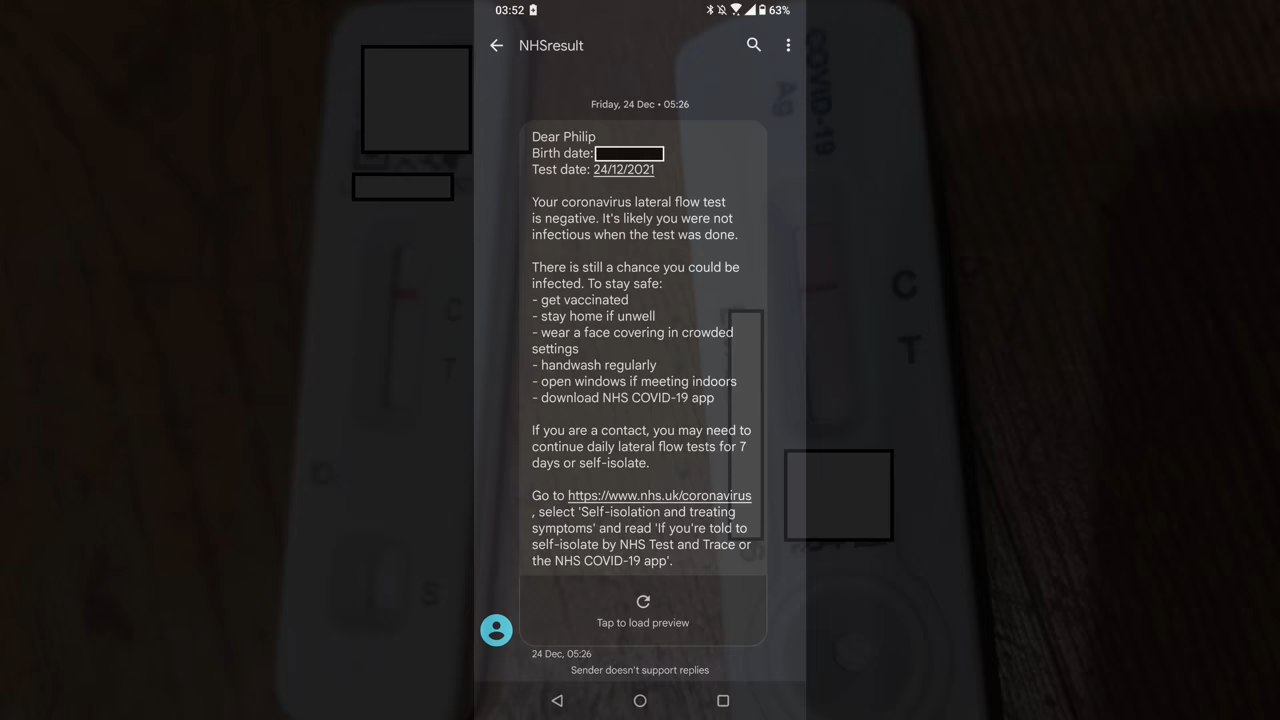 03:52
63%
NHSresult
Friday, 24 Dec • 05:26
Dear Philip
Birth date:
Test date: 24/12/2021
Your coronavirus lateral flow test
is negative. It's likely you were not
infectious when the test was done.
There is still a chance you could be
infected. To stay safe:
- get vaccinated
- stay home if unwell
- wear a face covering in crowded
settings
- handwash regularly
- open windows if meeting indoors
- download NHS COVID-19 app
If you are a contact, you may need to
continue daily lateral flow tests for 7
days or self-isolate.
Go to https://www.nhs.uk/coronavirus
, select 'Self-isolation and treating
symptoms' and read 'If you're told to
self-isolate by NHS Test and Trace or
the NHS COVID-19 app'.
Tap to load preview
24 Dec, 05:26
Sender doesn't support replies
COVID-19
Ag
C
T
C
T
S